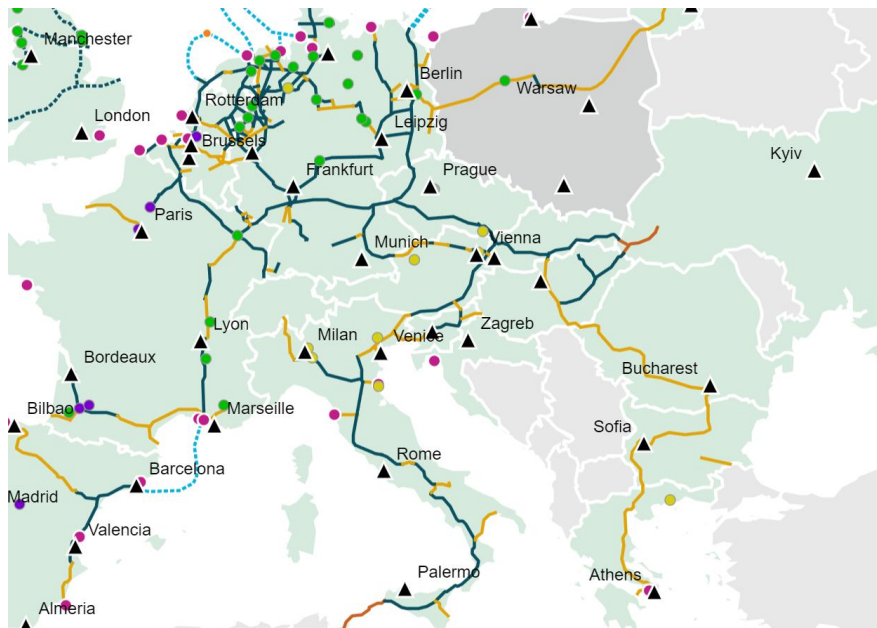 Manchester
Berlin
Warsaw
Rotterdam
London
Leipzig
Brussels
Kyiv
Frankfurt
Prague
Paris
Munich
Vienna
Lyon
Milan
Venice
Zagreb
Bordeaux
Bucharest
Bilbao
Marseille
Sofia
Rome
Barcelona
Madrid
Valencia
Palermo
Athens
Almeria